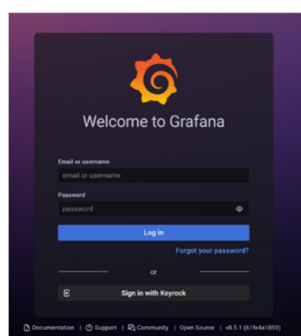 Welcome to Grafana
Email or username
email or username
Password
password
Log in
Forgot your password?
or
Sign in with Keyrock
Documentation | Support | Community | Open Source | v8.5.1 (61fe4a1859)